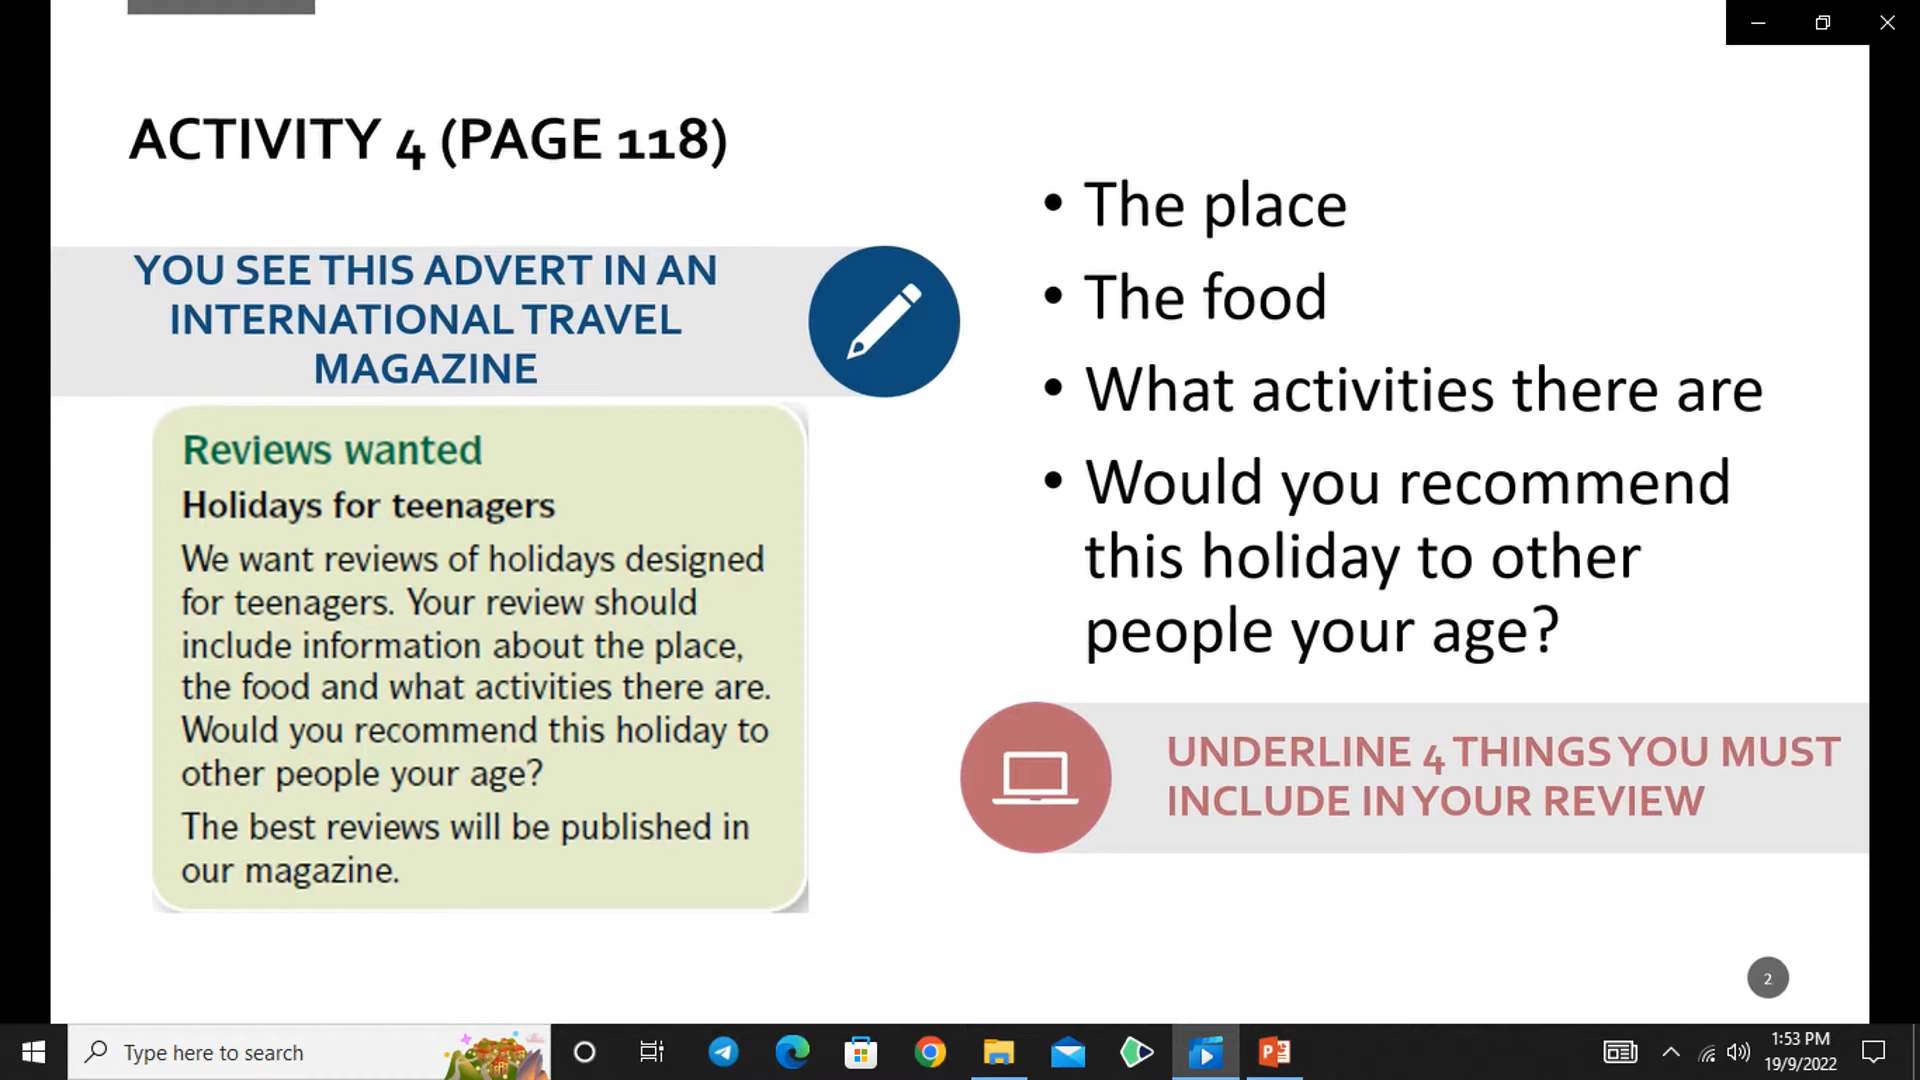 ACTIVITY 4 (PAGE 118)
YOU SEE THIS ADVERT IN AN
INTERNATIONAL TRAVEL
MAGAZINE
Reviews wanted
Holidays for teenagers
We want reviews of holidays designed
for teenagers. Your review should
include information about the place,
the food and what activities there are.
Would you recommend this holiday to
other people your age?
The best reviews will be published in
our magazine.
• The place
• The food
• What activities there are
• Would you recommend
this holiday to other
people your age?
UNDERLINE 4 THINGS YOU MUST
INCLUDE IN YOUR REVIEW
2
Type here to search
1:53 PM
19/9/2022